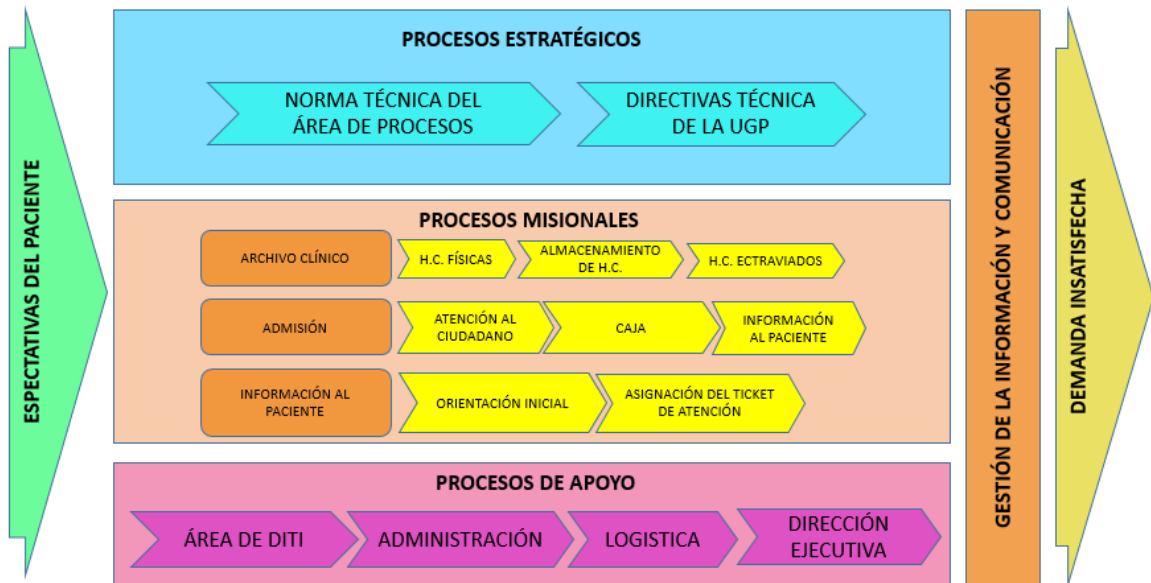 ESPECTATIVAS DEL PACIENTE
PROCESOS ESTRATÉGICOS
NORMA TÉCNICA DEL
ÁREA DE PROCESOS
DIRECTIVAS TÉCNICA
DE LA UGP
PROCESOS MISIONALES
ARCHIVO CLÍNICO
H.C. FÍSICAS
ALMACENAMIENTO
DE H.C.
H.C. ECTRAVIADOS
ADMISIÓN
ATENCIÓN AL
CIUDADANO
CAJA
INFORMACIÓN
AL PACIENTE
INFORMACIÓN AL
PACIENTE
ORIENTACIÓN INICIAL
ASIGNACIÓN DEL TICKET
DE ATENCIÓN
PROCESOS DE APOYO
ÁREA DE DITI
ADMINISTRACIÓN
LOGISTICA
DIRECCIÓN
EJECUTIVA
GESTIÓN DE LA INFORMACIÓN Y COMUNICACIÓN
DEMANDA INSATISFECHA